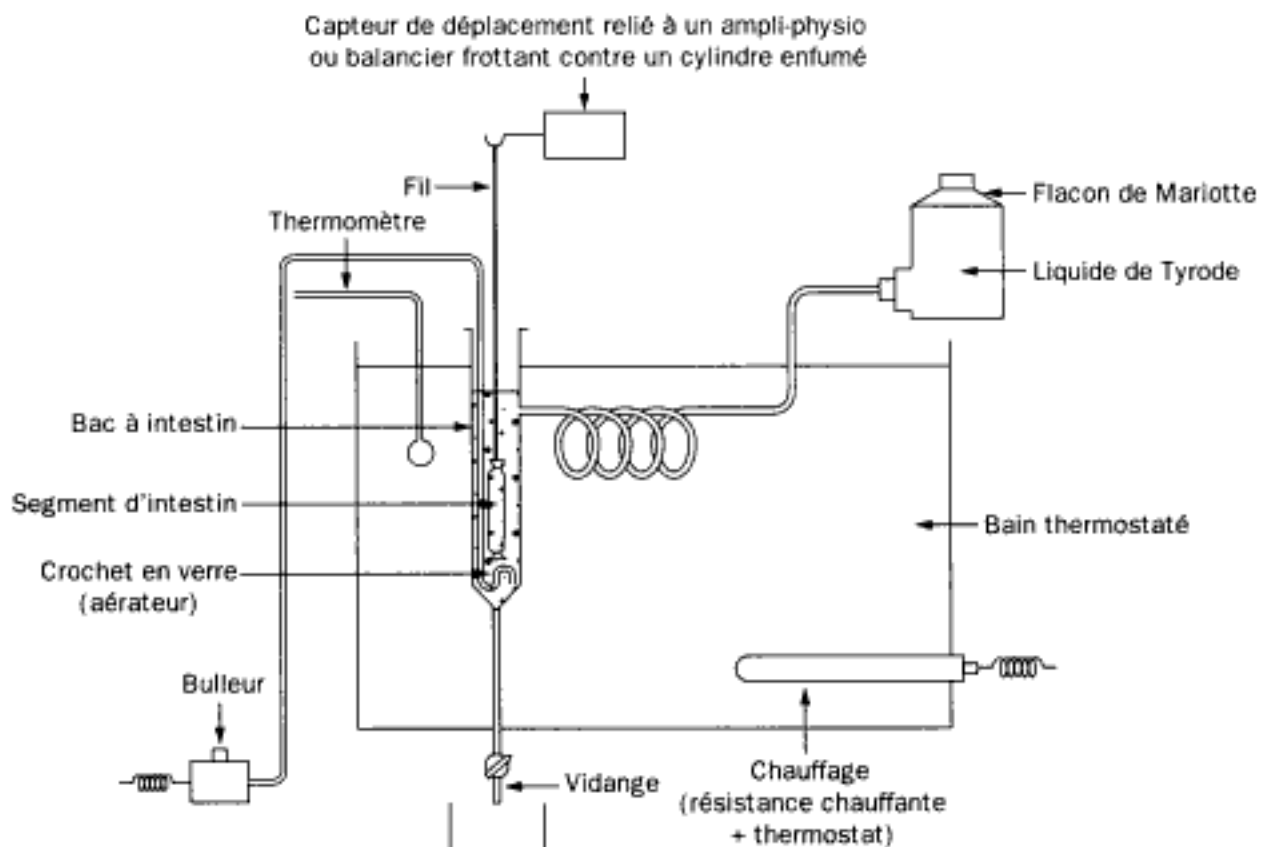 Capteur de déplacement relié à un ampli-physio
ou balancier frottant contre un cylindre enfumé
Fil
Flacon de Mariotte
Thermomètre
Liquide de Tyrode
Bac à intestin
Segment d'intestin
Bain thermostaté
Crochet en verre
(aérateur)
Bulleur
Vidange
Chauffage
(résistance chauffante
+ thermostat)